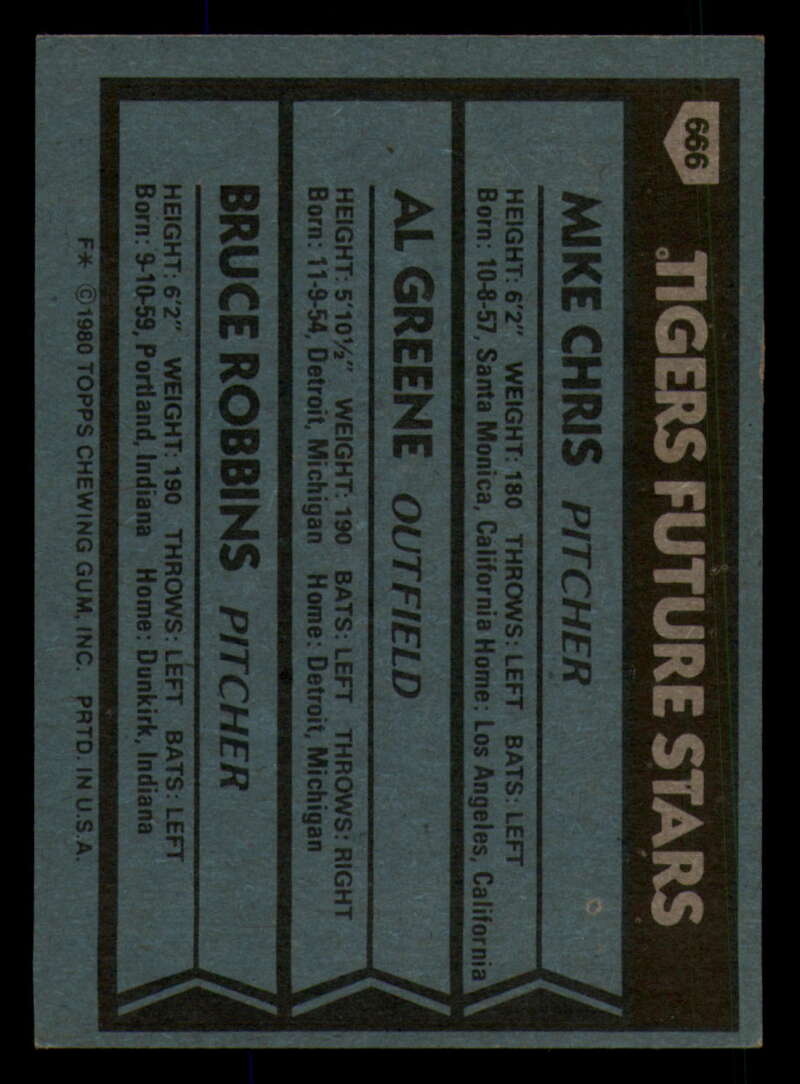 666
TIGERS FUTURE STARS
MIKE CHRIS PITCHER
HEIGHT: 6'2" WEIGHT: 180 THROWS: LEFT BATS: LEFT
Born: 10-8-57, Santa Monica, California Home: Los Angeles, California
AL GREENE OUTFIELD
HEIGHT: 5'10½" WEIGHT: 190 BATS: LEFT THROWS: RIGHT
Born: 11-9-54, Detroit, Michigan Home: Detroit, Michigan
BRUCE ROBBINS PITCHER
HEIGHT: 6'2" WEIGHT: 190 THROWS: LEFT BATS: LEFT
Born: 9-10-59, Portland, Indiana Home: Dunkirk, Indiana
F* ©1980 TOPPS CHEWING GUM, INC. PRTD. IN U.S.A.